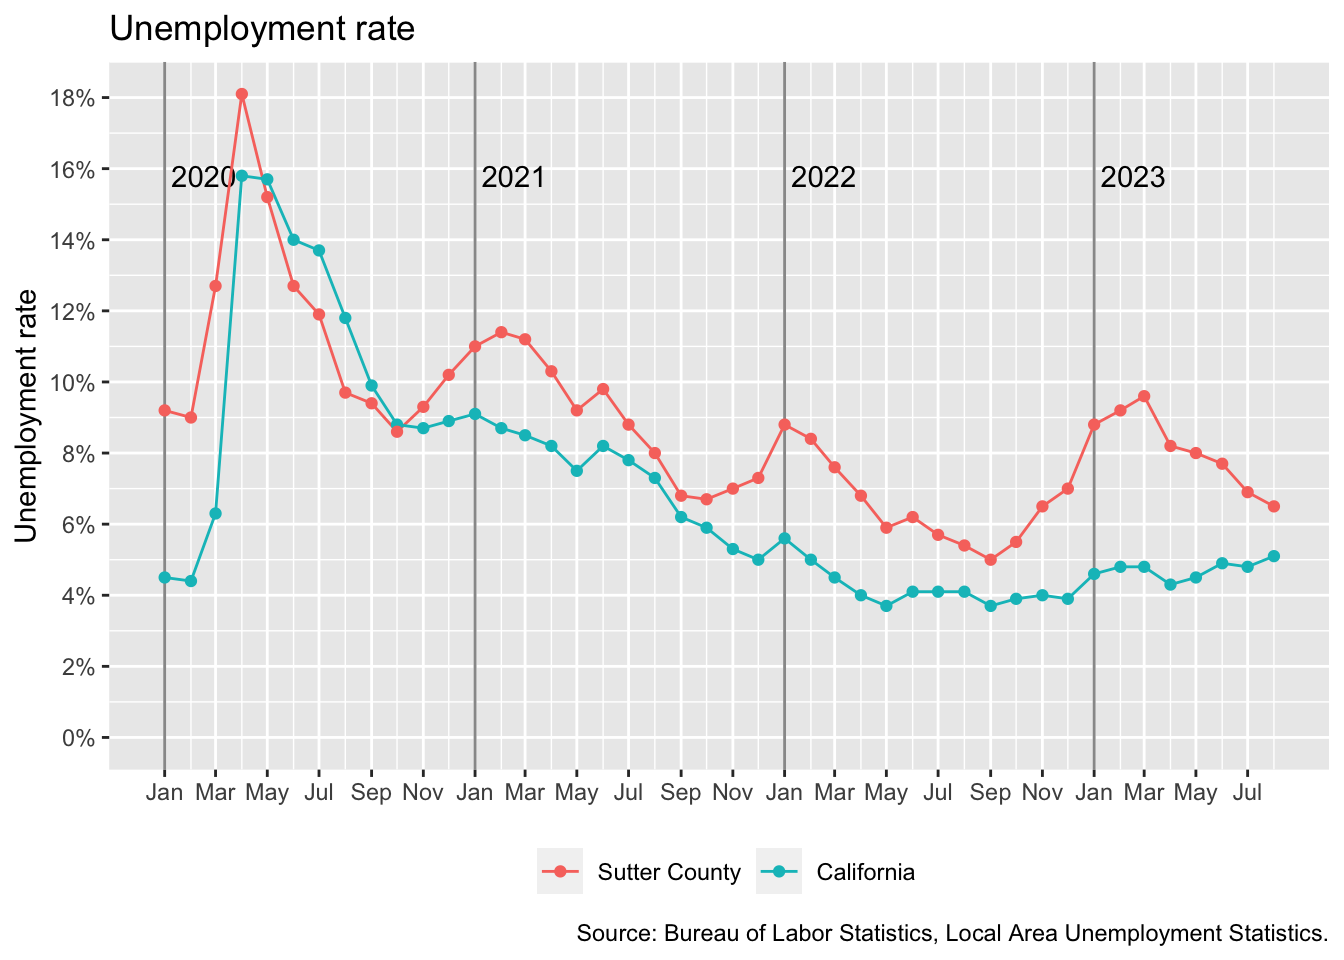 Unemployment rate
18%
16%
14%
12%
10%
8%
6%
4%
2%
0%
Unemployment rate
2020 2021 2022 2023
Jan Mar May Jul Sep Nov Jan Mar May Jul Sep Nov Jan Mar May Jul Sep Nov Jan Mar May Jul
Sutter County California
Source: Bureau of Labor Statistics, Local Area Unemployment Statistics.